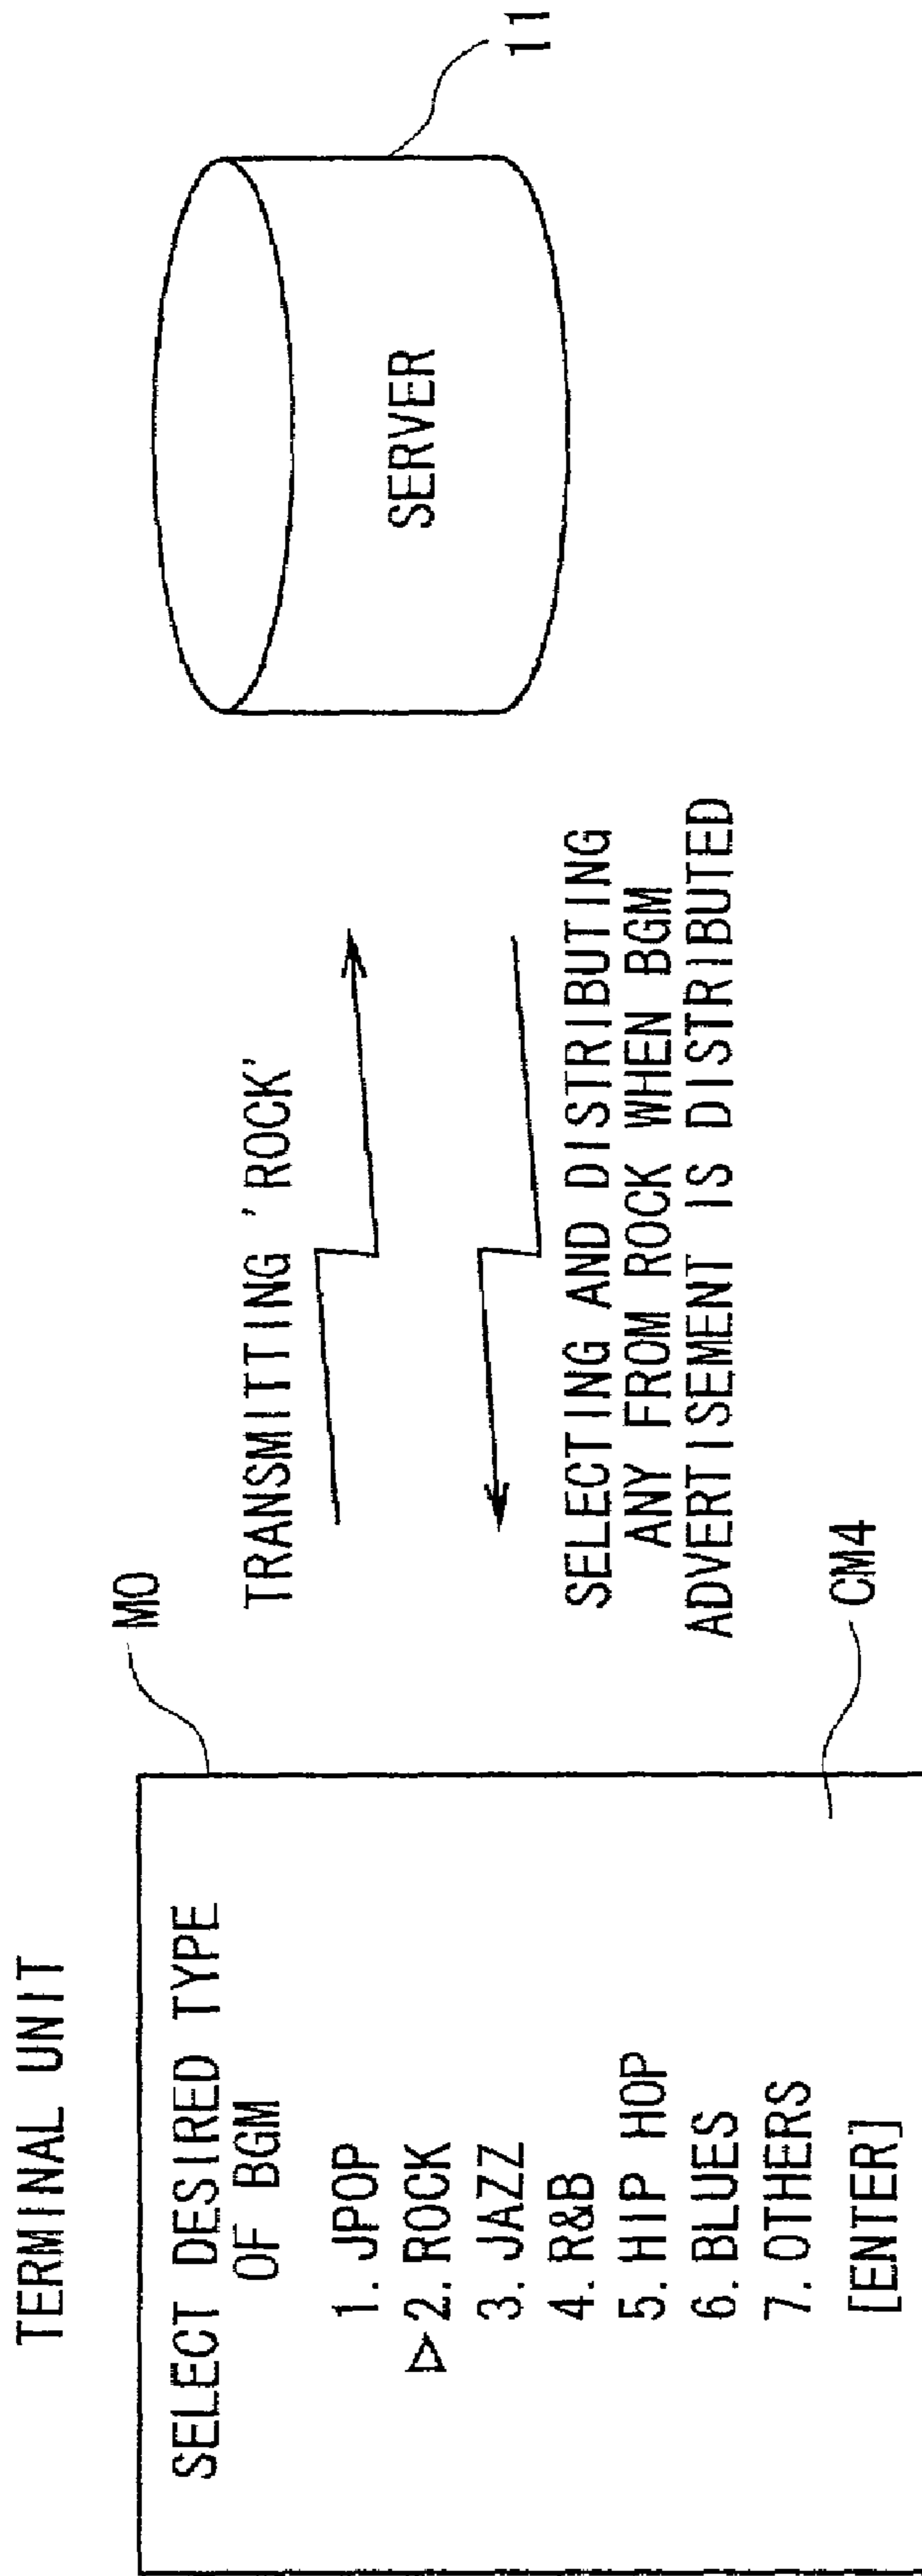 TERMINAL UNIT
M0
SELECT DESIRED TYPE
OF BGM
1. JPOP
▷2. ROCK
3. JAZZ
4. R&B
5. HIP HOP
6. BLUES
7. OTHERS
[ENTER]
CM4
TRANSMITTING 'ROCK'
SELECTING AND DISTRIBUTING
ANY FROM ROCK WHEN BGM
ADVERTISEMENT IS DISTRIBUTED
SERVER
11